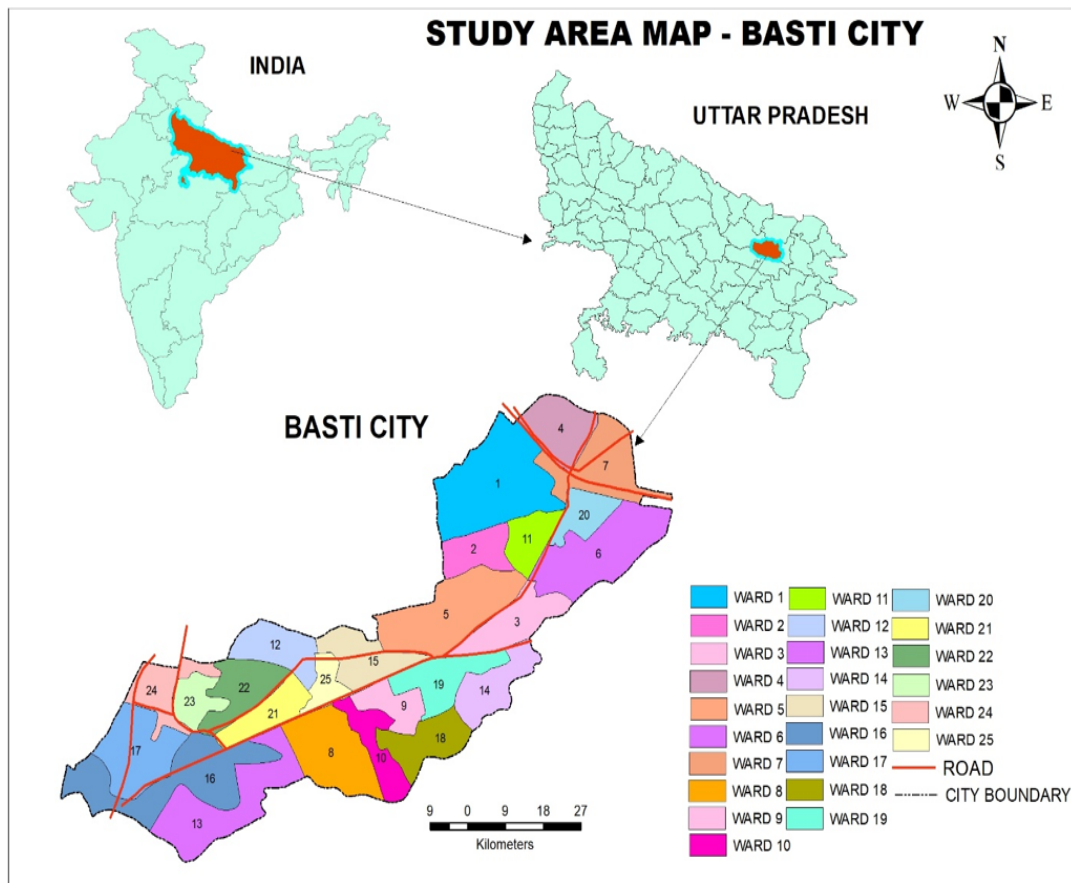 STUDY AREA MAP - BASTI CITY
INDIA
UTTAR PRADESH
N
W
E
S
BASTI CITY
4
7
1
20
11
2
6
5
3
12
15
25
19
14
24
23
22
21
9
18
17
16
8
10
13
WARD 1
WARD 2
WARD 3
WARD 4
WARD 5
WARD 6
WARD 7
WARD 8
WARD 9
WARD 10
WARD 11
WARD 12
WARD 13
WARD 14
WARD 15
WARD 16
WARD 17
WARD 18
WARD 19
WARD 20
WARD 21
WARD 22
WARD 23
WARD 24
WARD 25
ROAD
CITY BOUNDARY
9 0 9 18 27
Kilometers